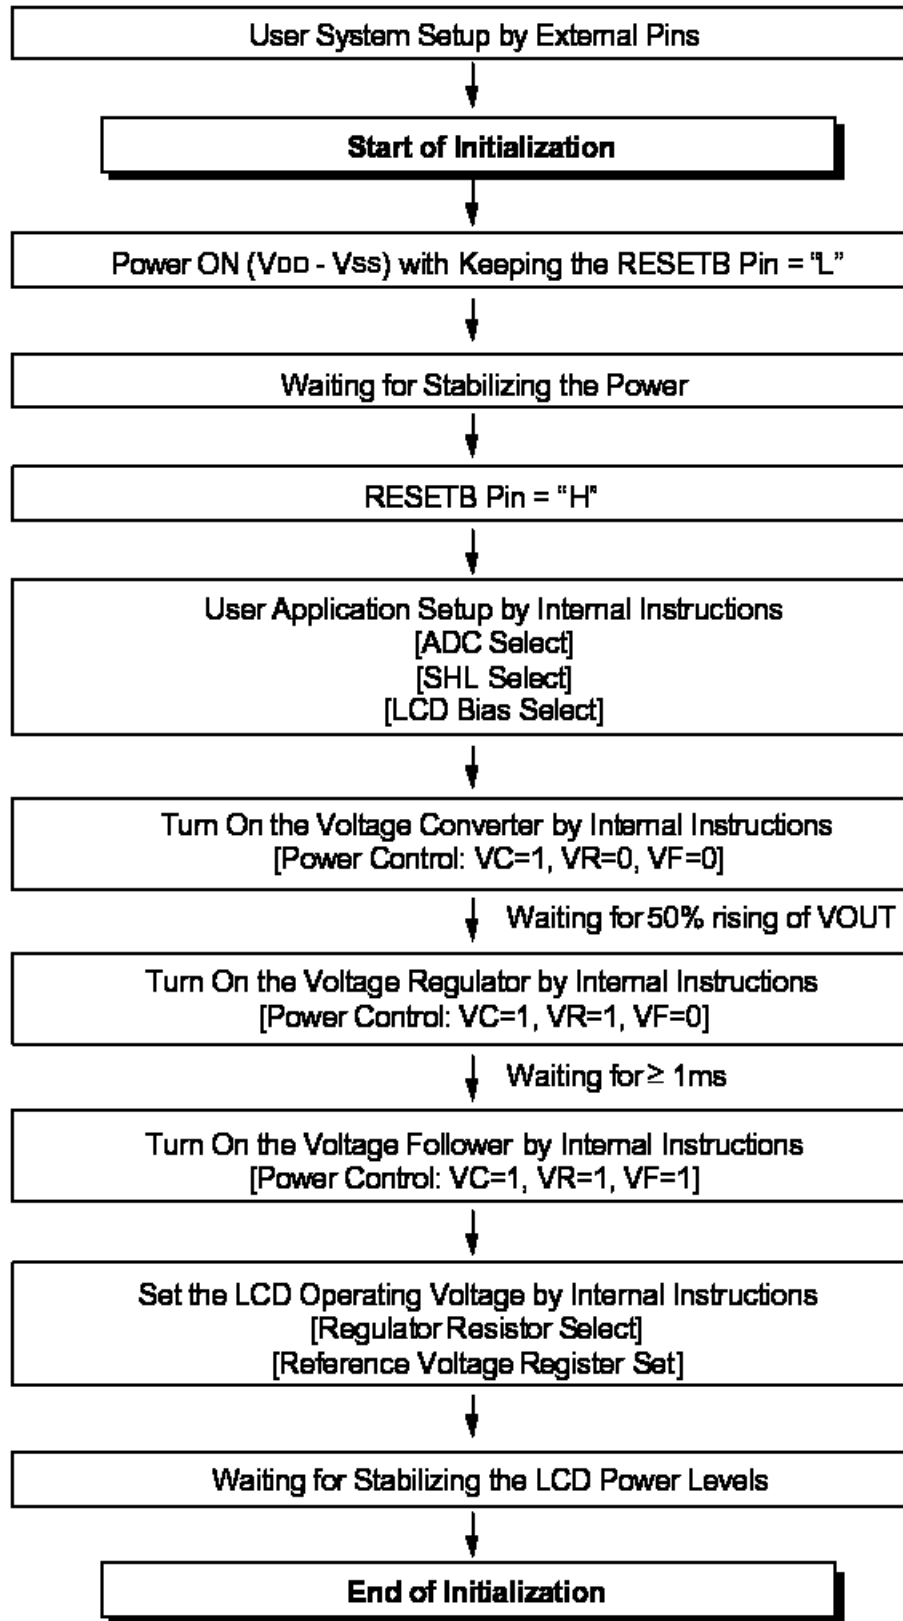 User System Setup by External Pins
Start of Initialization
Power ON (VDD - VSS) with Keeping the RESETB Pin = "L"
Waiting for Stabilizing the Power
RESETB Pin = "H"
User Application Setup by Internal Instructions
[ADC Select]
[SHL Select]
[LCD Bias Select]
Turn On the Voltage Converter by Internal Instructions
[Power Control: VC=1, VR=0, VF=0]
Waiting for 50% rising of VOUT
Turn On the Voltage Regulator by Internal Instructions
[Power Control: VC=1, VR=1, VF=0]
Waiting for ≥ 1ms
Turn On the Voltage Follower by Internal Instructions
[Power Control: VC=1, VR=1, VF=1]
Set the LCD Operating Voltage by Internal Instructions
[Regulator Resistor Select]
[Reference Voltage Register Set]
Waiting for Stabilizing the LCD Power Levels
End of Initialization